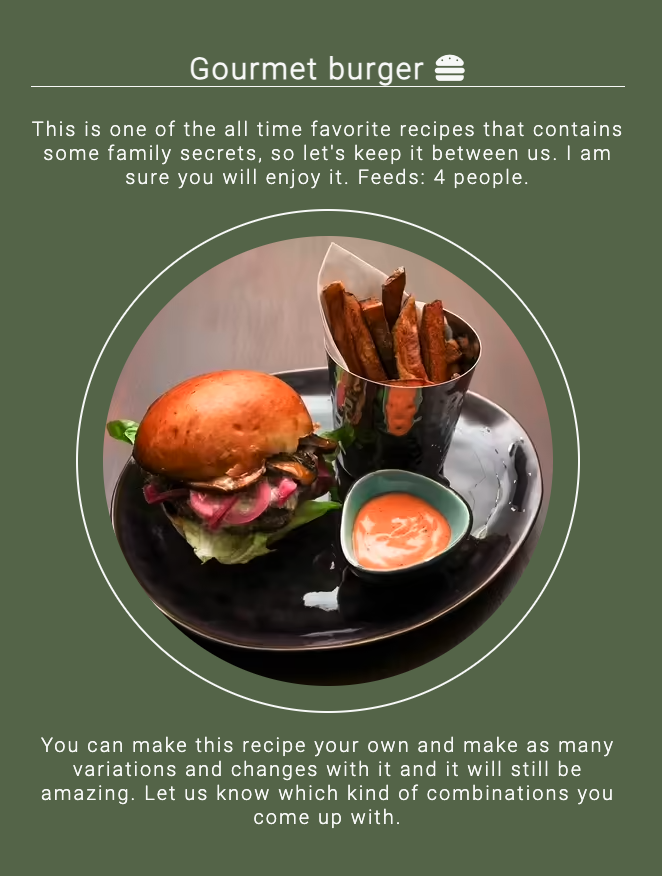 Gourmet burger
This is one of the all time favorite recipes that contains
some family secrets, so let's keep it between us. I am
sure you will enjoy it. Feeds: 4 people.
You can make this recipe your own and make as many
variations and changes with it and it will still be
amazing. Let us know which kind of combinations you
come up with.